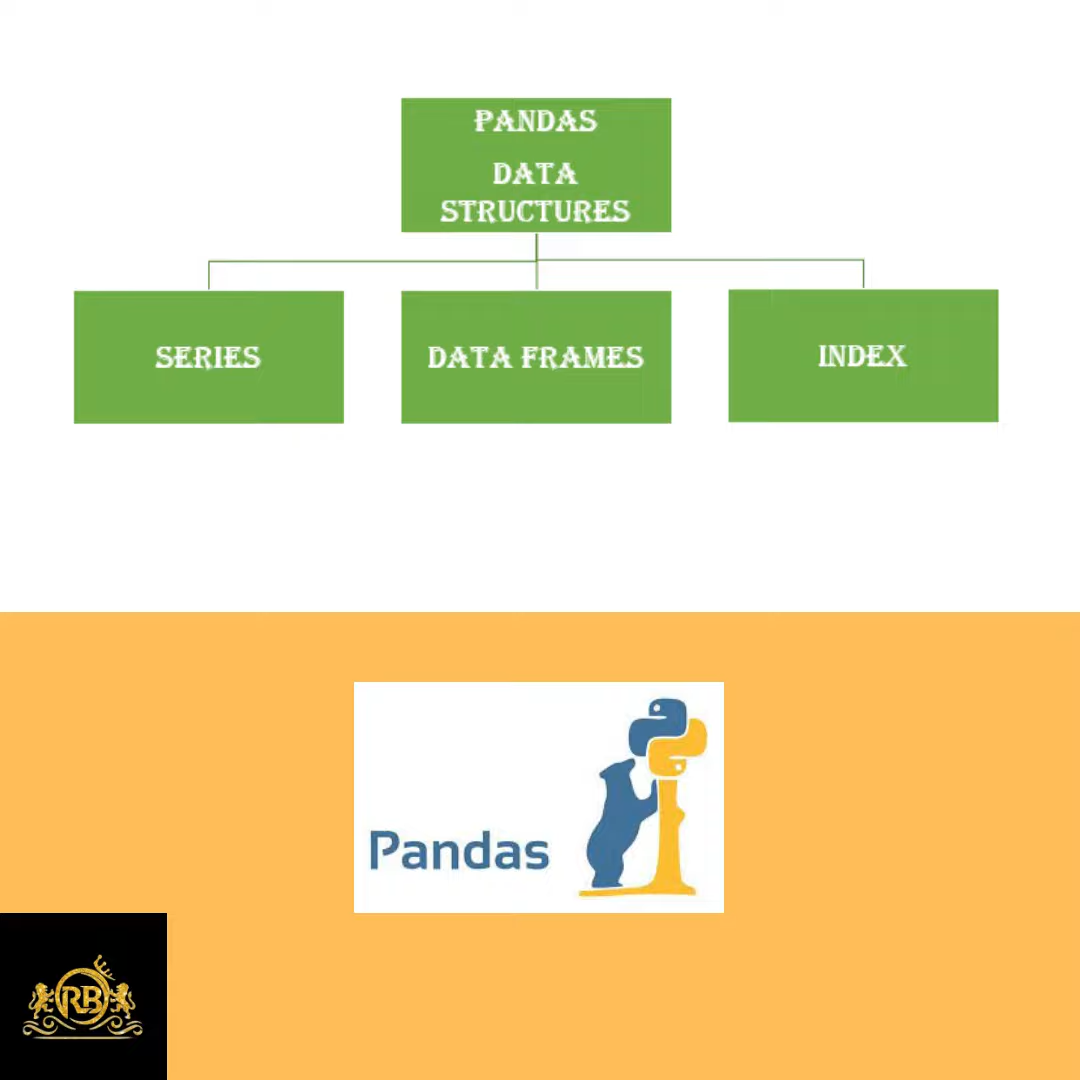 PANDAS
DATA
STRUCTURES
SERIES
DATA FRAMES
INDEX
Pandas
RB